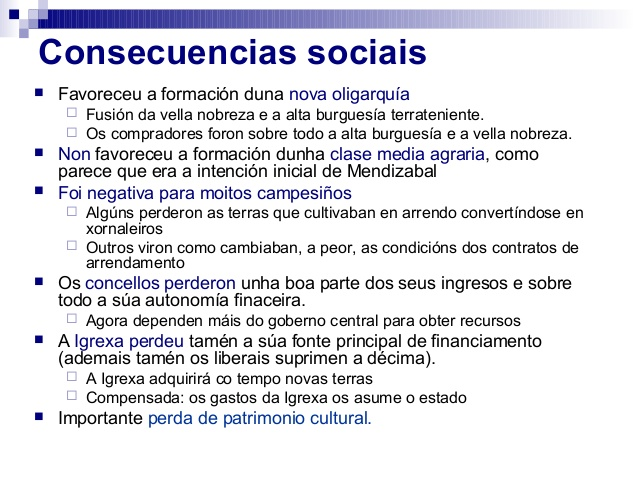 Consecuencias sociais
Favoreceu a formación duna nova oligarquía
Fusión da vella nobreza e a alta burguesía terrateniente.
Os compradores foron sobre todo a alta burguesía e a vella nobreza.
Non favoreceu a formación dunha clase media agraria, como
parece que era a intención inicial de Mendizabal
Foi negativa para moitos campesiños
Algúns perderon as terras que cultivaban en arrendo convertíndose en
xornaleiros
Outros viron como cambiaban, a peor, as condicións dos contratos de
arrendamento
Os concellos perderon unha boa parte dos seus ingresos e sobre
todo a súa autonomía finaceira.
Agora dependen máis do goberno central para obter recursos
A Igrexa perdeu tamén a súa fonte principal de financiamento
(ademais tamén os liberais suprimen a décima).
A Igrexa adquirirá co tempo novas terras
Compensada: os gastos da Igrexa os asume o estado
Importante perda de patrimonio cultural.